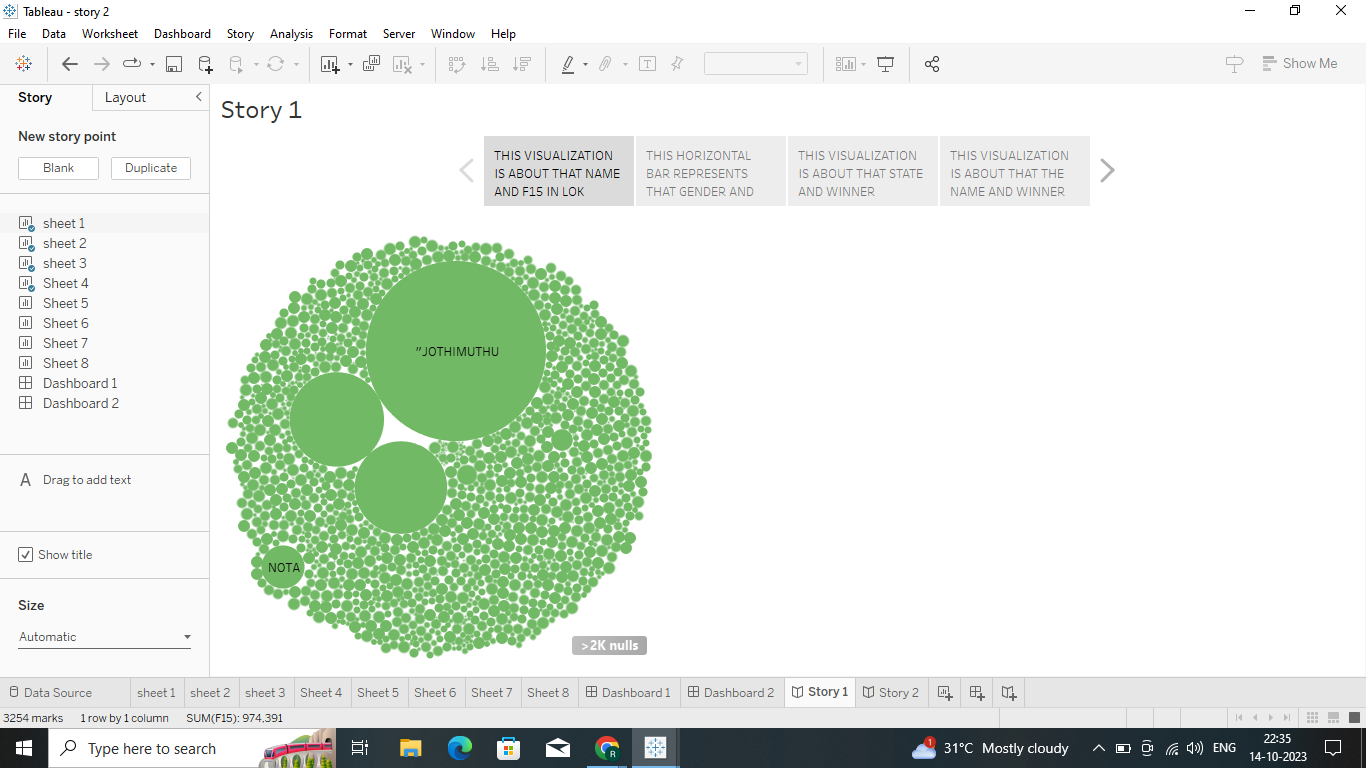 Tableau - story 2
File Data Worksheet Dashboard Story Analysis Format Server Window Help
Show Me
Story Layout
New story point
Blank Duplicate
sheet 1
sheet 2
sheet 3
Sheet 4
Sheet 5
Sheet 6
Sheet 7
Sheet 8
Dashboard 1
Dashboard 2
A Drag to add text
Show title
Size
Automatic
Story 1
THIS VISUALIZATION
IS ABOUT THAT NAME
AND F15 IN LOK
THIS HORIZONTAL
BAR REPRESENTS
THAT GENDER AND
THIS VISUALIZATION
IS ABOUT THAT STATE
AND WINNER
THIS VISUALIZATION
IS ABOUT THAT THE
NAME AND WINNER
"JOTHIMUTHU
NOTA
>2K nulls
Data Source sheet 1 sheet 2 sheet 3 Sheet 4 Sheet 5 Sheet 6 Sheet 7 Sheet 8 Dashboard 1 Dashboard 2 Story 1 Story 2
3254 marks 1 row by 1 column SUM(F15): 974,391
Type here to search
1
31°C Mostly cloudy
ENG
22:35
14-10-2023